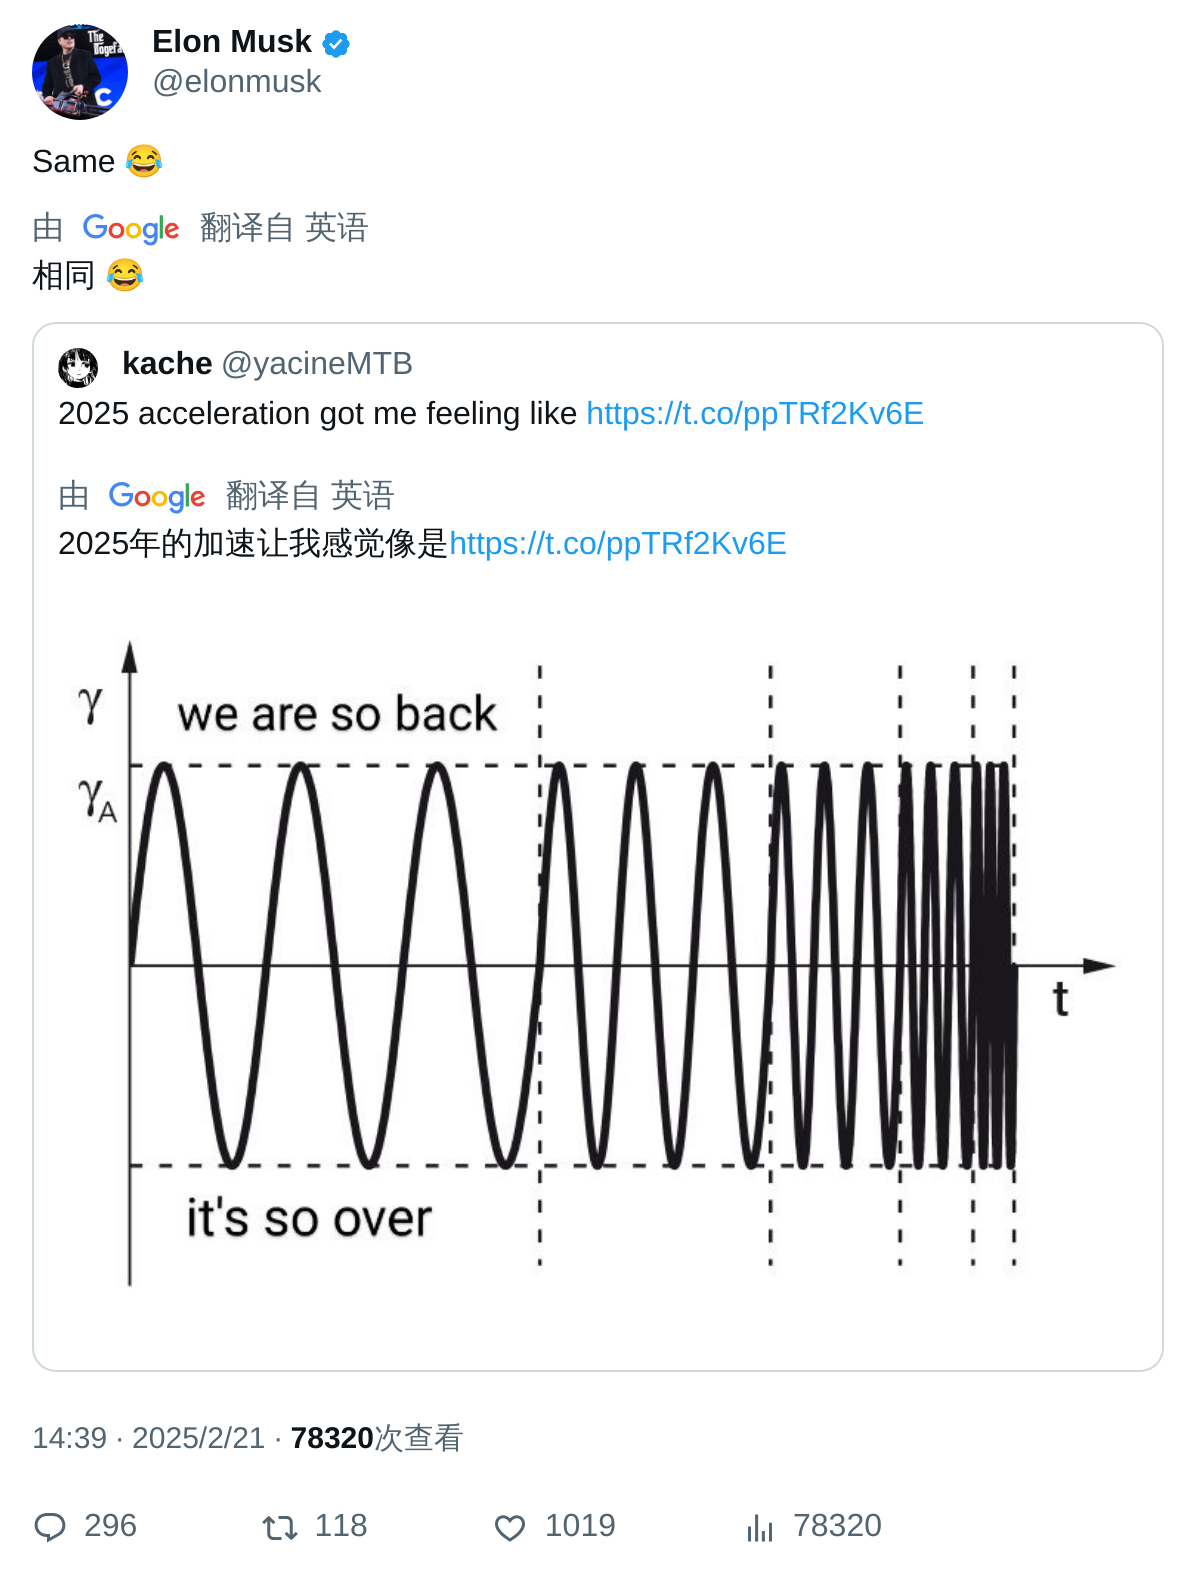 The
Dogefa
C
Elon Musk
@elonmusk
Same 😂
由 Google 翻译自 英语
相同 😂
kache @yacineMTB
2025 acceleration got me feeling like https://t.co/ppTRf2Kv6E
由 Google 翻译自 英语
2025年的加速让我感觉像是https://t.co/ppTRf2Kv6E
γ
we are so back
γA
t
it's so over
14:39 · 2025/2/21 · 78320次查看
296 118 1019 78320